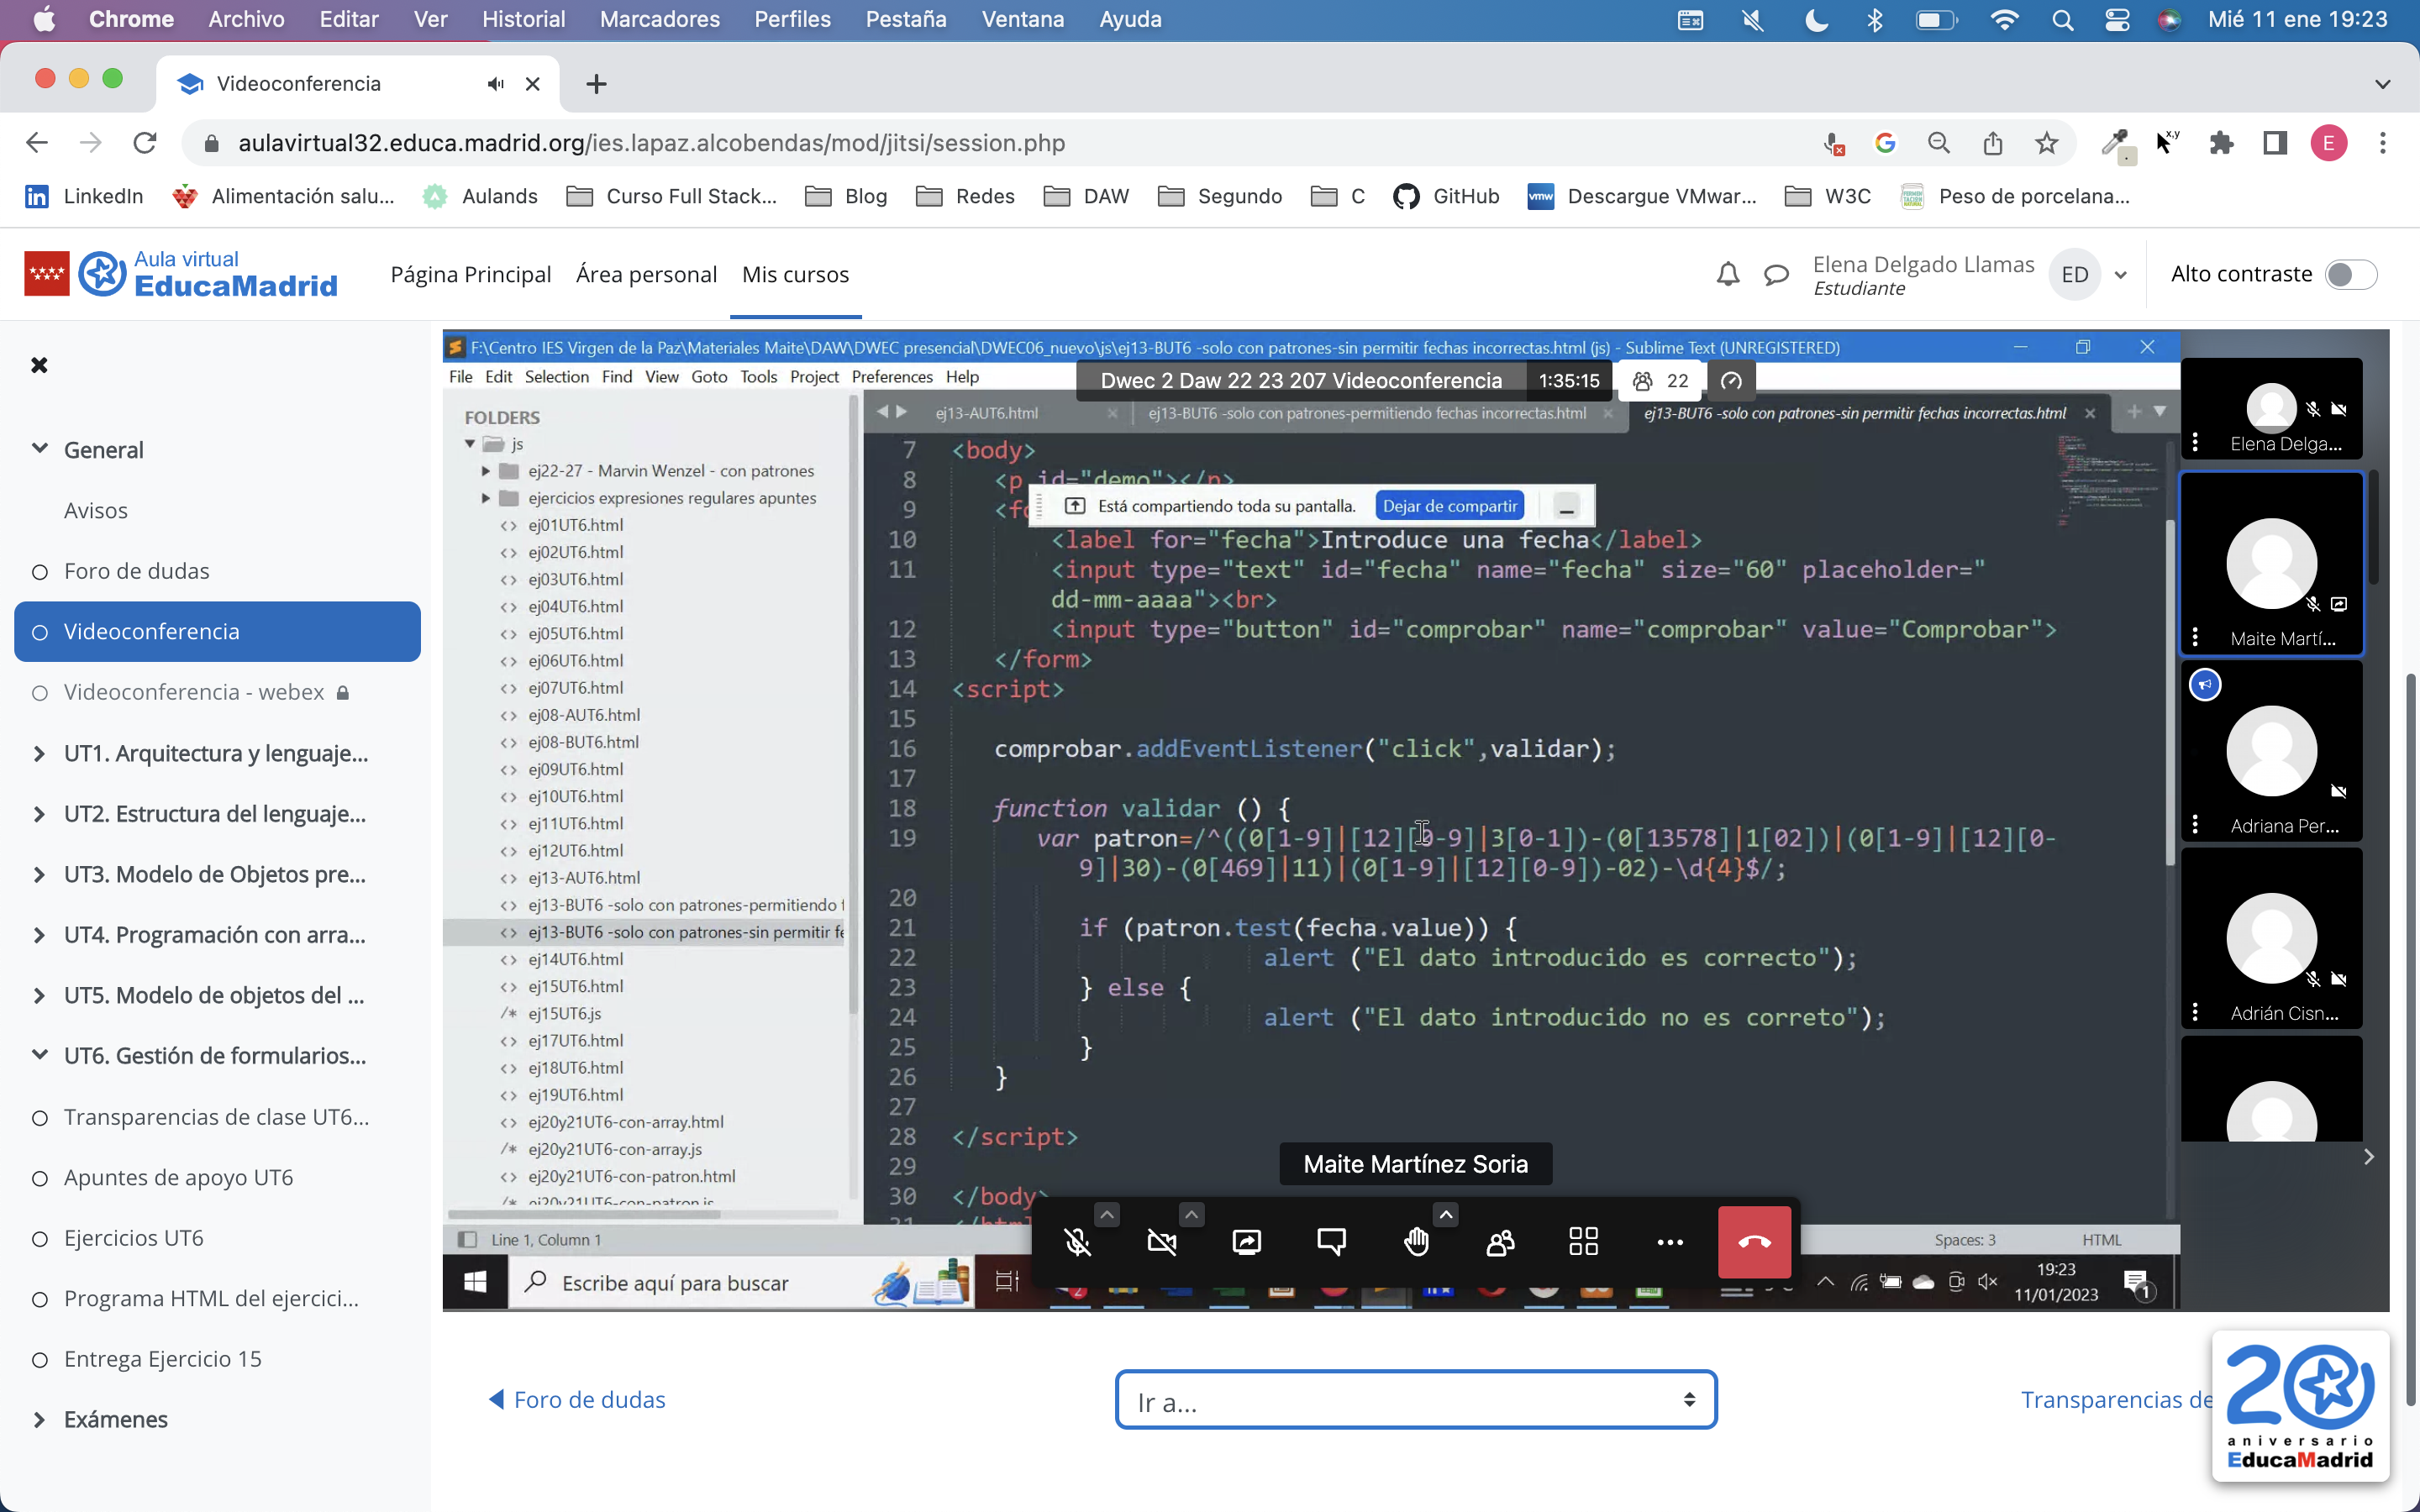 Chrome Archivo Editar Ver Historial Marcadores Perfiles Pestaña Ventana Ayuda Mié 11 ene 19:23
Videoconferencia
aulavirtual32.educa.madrid.org/ies.lapaz.alcobendas/mod/jitsi/session.php
LinkedIn Alimentación salu... Aulands Curso Full Stack... Blog Redes DAW Segundo C GitHub Descargue VMwar... W3C Peso de porcelana...
Aula virtual
EducaMadrid
Página Principal Área personal Mis cursos
Elena Delgado Llamas
Estudiante
ED
Alto contraste
General
Avisos
Foro de dudas
Videoconferencia
Videoconferencia - webex
UT1. Arquitectura y lenguaje...
UT2. Estructura del lenguaje...
UT3. Modelo de Objetos pre...
UT4. Programación con arra...
UT5. Modelo de objetos del ...
UT6. Gestión de formularios...
Transparencias de clase UT6...
Apuntes de apoyo UT6
Ejercicios UT6
Programa HTML del ejercici...
Entrega Ejercicio 15
Exámenes
F:\Centro IES Virgen de la Paz\Materiales Maite\DAW\DWEC presencial\DWEC06_nuevo\js\ej13-BUT6 -solo con patrones-sin permitir fechas incorrectas.html (js) - Sublime Text (UNREGISTERED)
File Edit Selection Find View Goto Tools Project Preferences Help
Dwec 2 Daw 22 23 207 Videoconferencia 1:35:15 22
FOLDERS
js
ej22-27 - Marvin Wenzel - con patrones
ejercicios expresiones regulares apuntes
ej01UT6.html
ej02UT6.html
ej03UT6.html
ej04UT6.html
ej05UT6.html
ej06UT6.html
ej07UT6.html
ej08-AUT6.html
ej08-BUT6.html
ej09UT6.html
ej10UT6.html
ej11UT6.html
ej12UT6.html
ej13-AUT6.html
ej13-BUT6 -solo con patrones-permitiendo f
ej13-BUT6 -solo con patrones-sin permitir fe
ej14UT6.html
ej15UT6.html
/* ej15UT6.js
ej17UT6.html
ej18UT6.html
ej19UT6.html
ej20y21UT6-con-array.html
/* ej20y21UT6-con-array.js
ej20y21UT6-con-patron.html
/* ej20y21UT6-con-patron.js
ej13-AUT6.html ej13-BUT6 -solo con patrones-permitiendo fechas incorrectas.html ej13-BUT6 -solo con patrones-sin permitir fechas incorrectas.html
7 <body>
8 <p id="demo"></p>
9 <fo
Está compartiendo toda su pantalla. Dejar de compartir
10 <label for="fecha">Introduce una fecha</label>
11 <input type="text" id="fecha" name="fecha" size="60" placeholder="
dd-mm-aaaa"><br>
12 <input type="button" id="comprobar" name="comprobar" value="Comprobar">
13 </form>
14 <script>
15
16 comprobar.addEventListener("click",validar);
17
18 function validar () {
19 var patron=/^((0[1-9]|[12][0-9]|3[0-1])-(0[13578]|1[02])|(0[1-9]|[12][0-
9]|30)-(0[469]|11)|(0[1-9]|[12][0-9])-02)-\d{4}$/;
20
21 if (patron.test(fecha.value)) {
22 alert ("El dato introducido es correcto");
23 } else {
24 alert ("El dato introducido no es correto");
25 }
26 }
27
28 </script>
29
30 </body>
31 </html
Maite Martínez Soria
Line 1, Column 1 Spaces: 3 HTML
Escribe aquí para buscar
2
19:23
11/01/2023
1
Elena Delga...
Maite Martí...
Adriana Per...
Adrián Cisn...
Foro de dudas
Ir a...
Transparencias de
20
aniversario
EducaMadrid